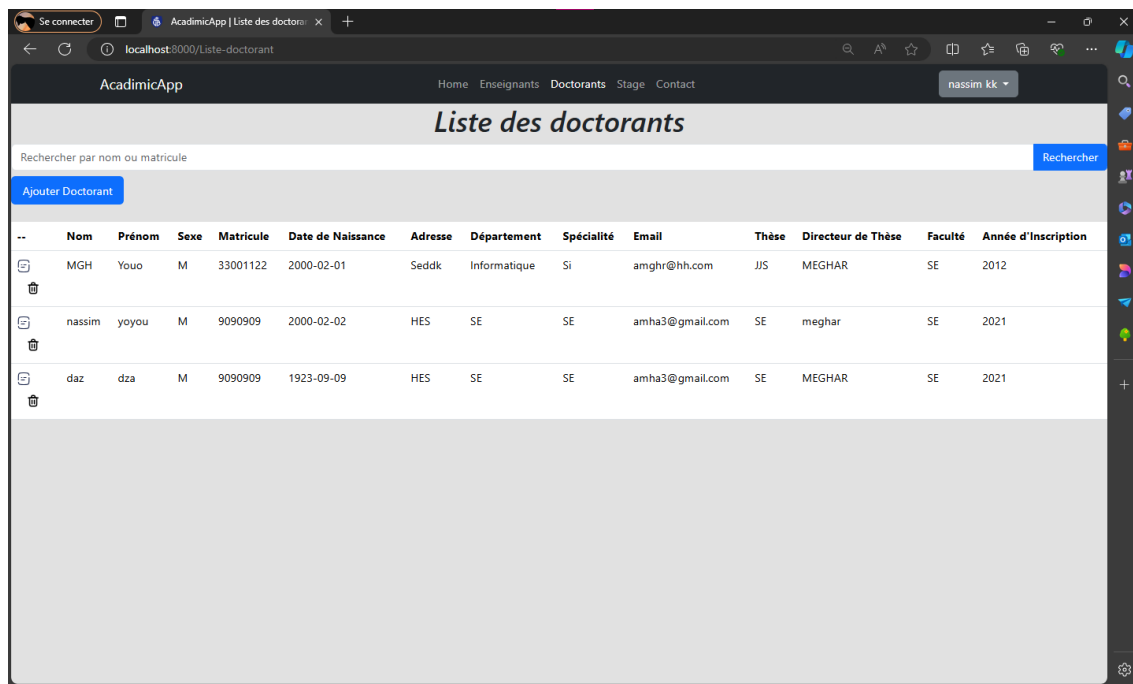 Se connecter AcadimicApp | Liste des doctoran
localhost:8000/Liste-doctorant
AcadimicApp Home Enseignants Doctorants Stage Contact nassim kk
Liste des doctorants
Rechercher par nom ou matricule Rechercher
Ajouter Doctorant
-- Nom Prénom Sexe Matricule Date de Naissance Adresse Département Spécialité Email Thèse Directeur de Thèse Faculté Année d'Inscription
MGH Youo M 33001122 2000-02-01 Seddk Informatique Si amghr@hh.com JJS MEGHAR SE 2012
nassim yoyou M 9090909 2000-02-02 HES SE SE amha3@gmail.com SE meghar SE 2021
daz dza M 9090909 1923-09-09 HES SE SE amha3@gmail.com SE MEGHAR SE 2021